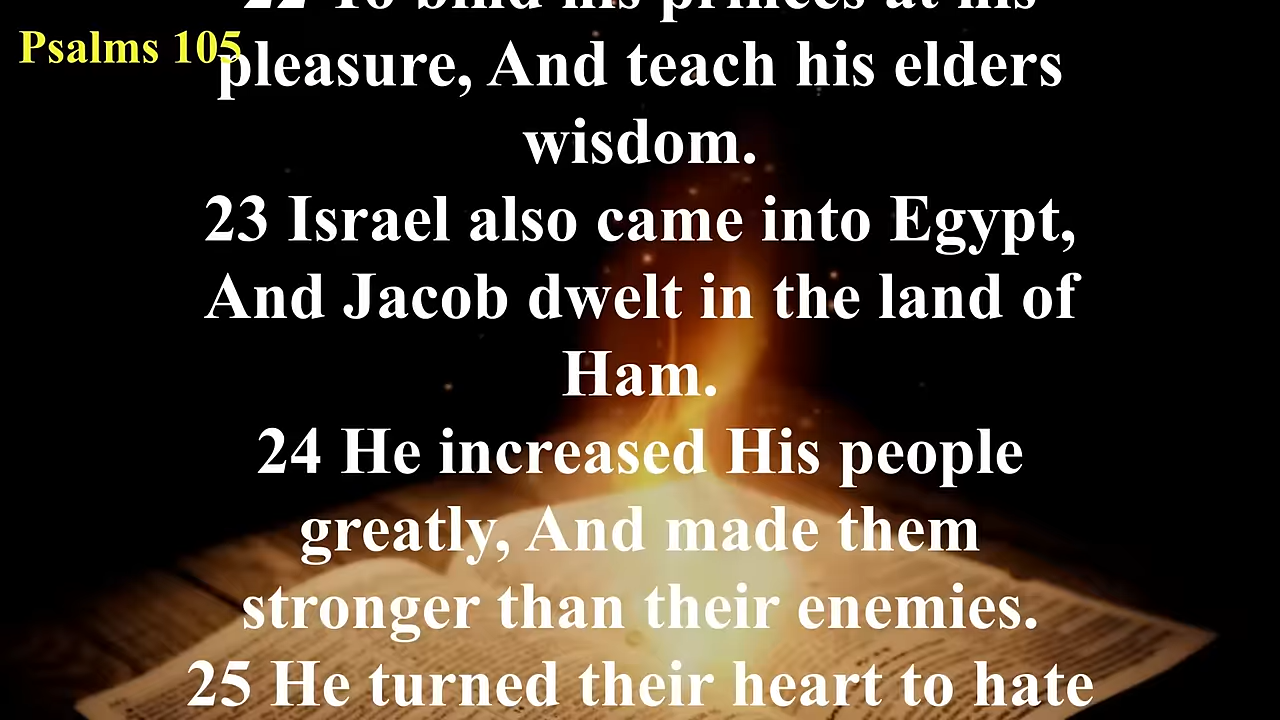 22 To bind his princes at his
Psalms 105
pleasure, And teach his elders
wisdom.
23 Israel also came into Egypt,
And Jacob dwelt in the land of
Ham.
24 He increased His people
greatly, And made them
stronger than their enemies.
25 He turned their heart to hate